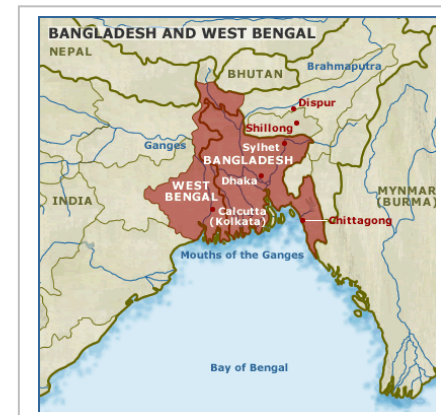 BANGLADESH AND WEST BENGAL
NEPAL
BHUTAN
Brahmaputra
Dispur
Shillong
Ganges
Sylhet
BANGLADESH
Dhaka
WEST
BENGAL
INDIA
MYNMAR
(BURMA)
Calcutta
(Kolkata)
Chittagong
Mouths of the Ganges
Bay of Bengal